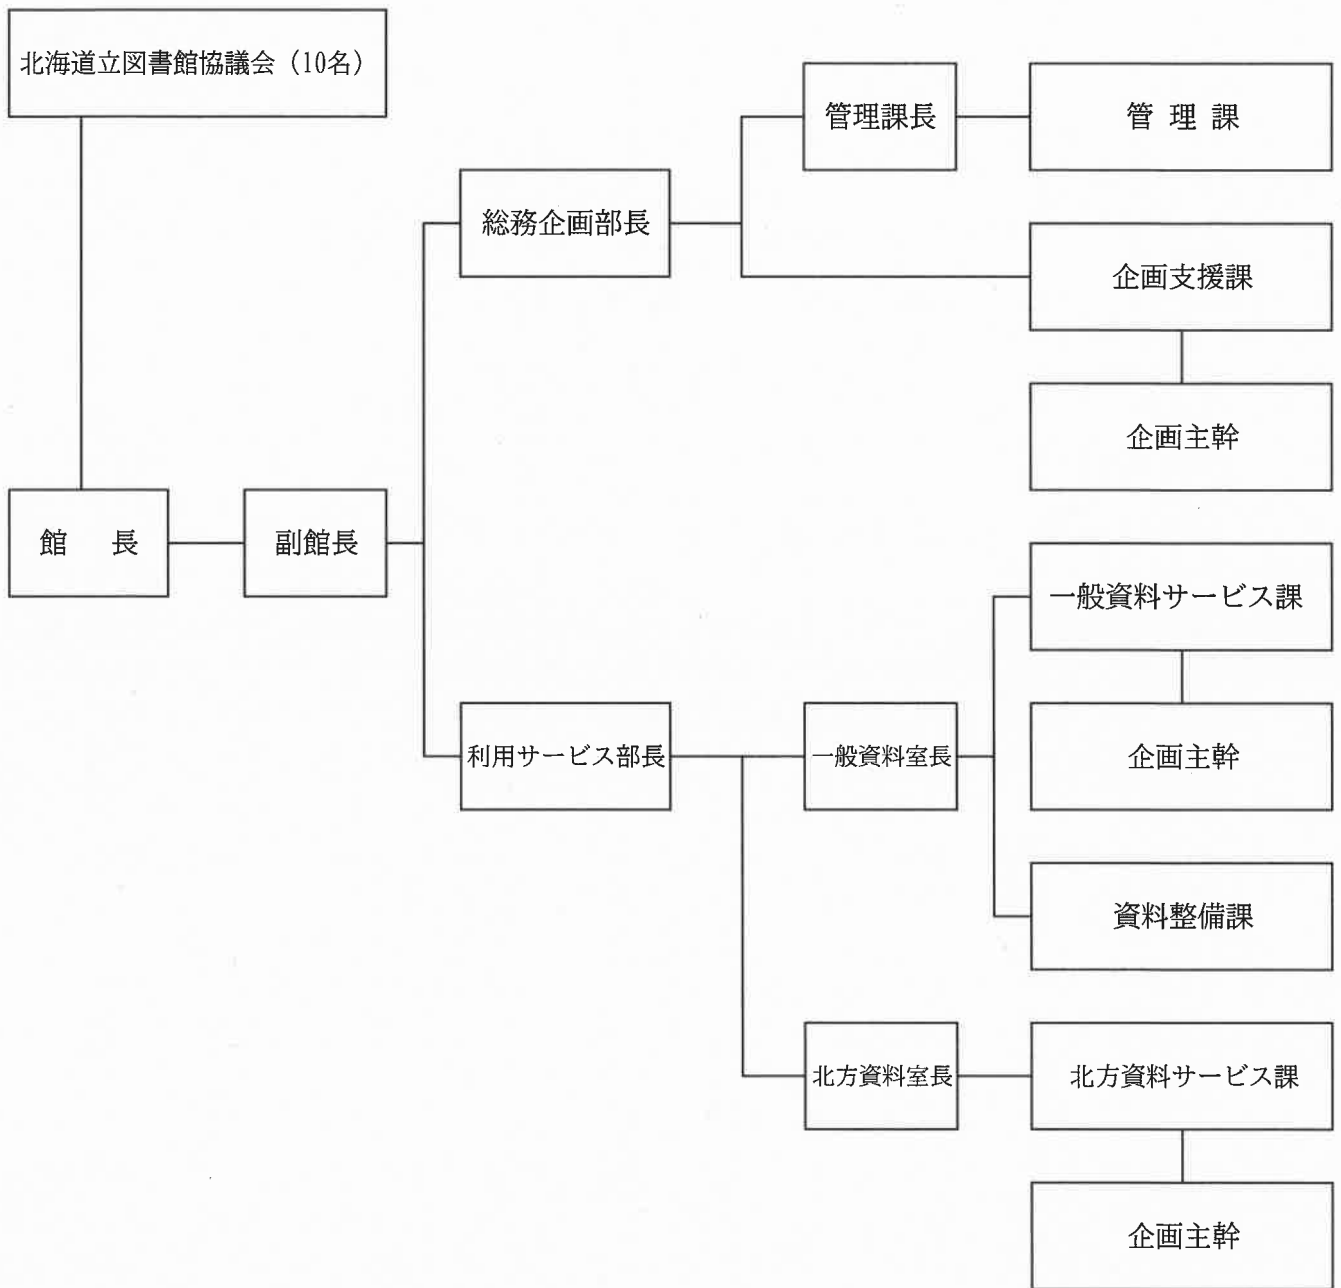 北海道立図書館協議会（10名）
管理課長
管 理 課
総務企画部長
企画支援課
企画主幹
館　長
副館長
一般資料サービス課
利用サービス部長
一般資料室長
企画主幹
資料整備課
北方資料室長
北方資料サービス課
企画主幹